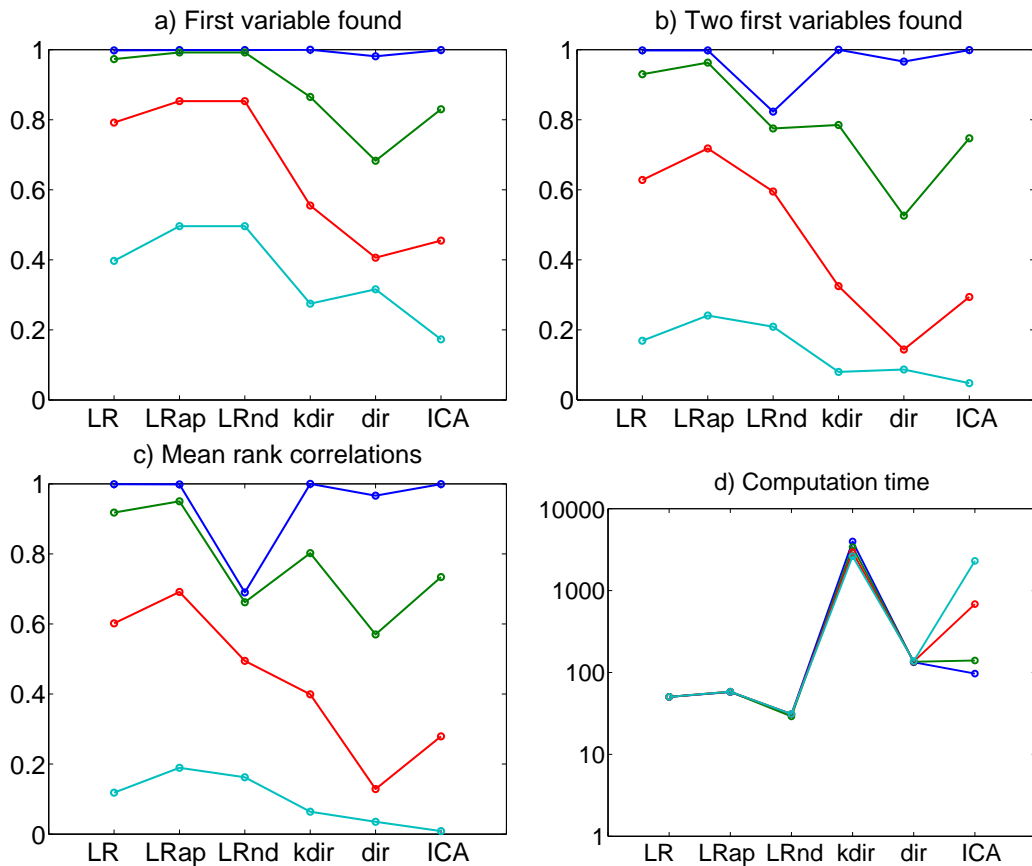 a) First variable found
1
0.8
0.6
0.4
0.2
0
LR LRap LRnd kdir dir ICA
b) Two first variables found
1
0.8
0.6
0.4
0.2
0
LR LRap LRnd kdir dir ICA
c) Mean rank correlations
1
0.8
0.6
0.4
0.2
0
LR LRap LRnd kdir dir ICA
d) Computation time
10000
1000
100
10
1
LR LRap LRnd kdir dir ICA